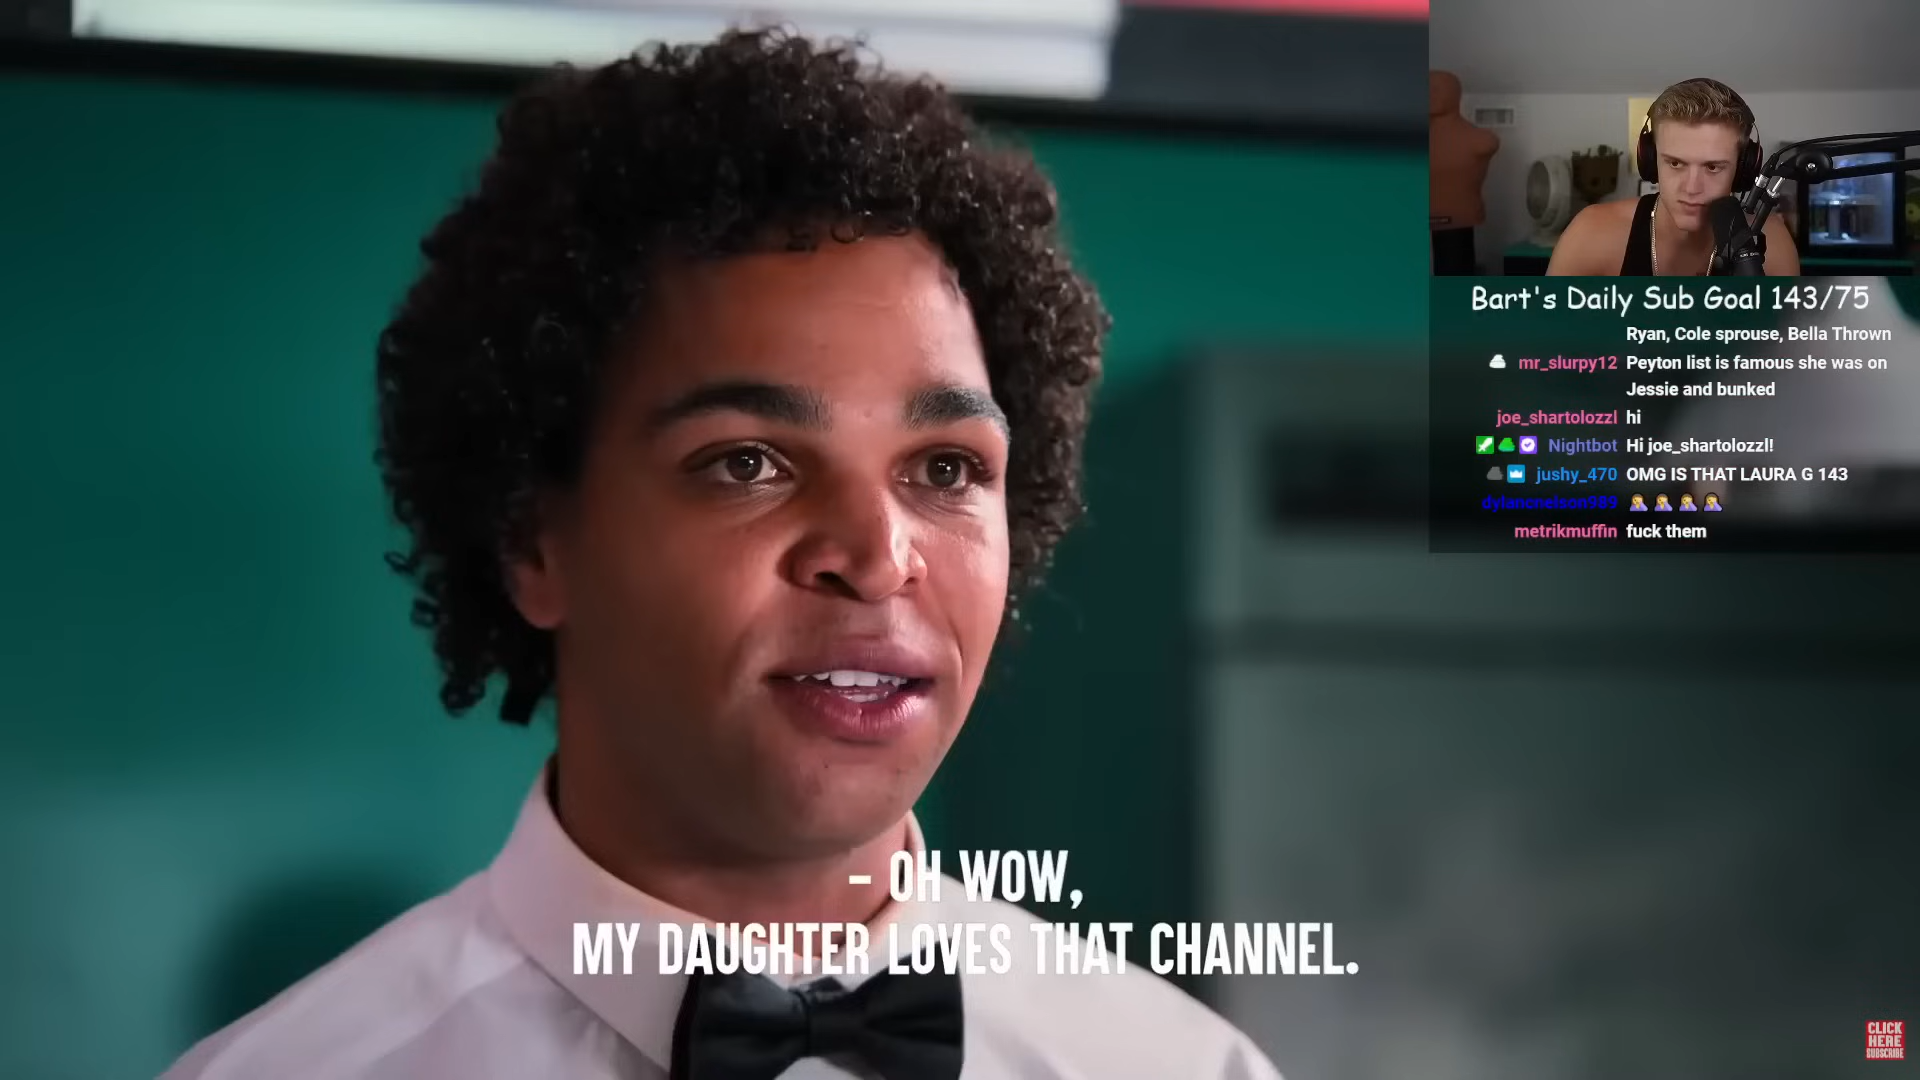 Bart's Daily Sub Goal 143/75
Ryan, Cole sprouse, Bella Thrown
mr_slurpy12 Peyton list is famous she was on
Jessie and bunked
joe_shartolozzl hi
Nightbot Hi joe_shartolozzl!
jushy_470 OMG IS THAT LAURA G 143
dylanonelson989
metrikmuffin fuck them
- OH WOW,
MY DAUGHTER LOVES THAT CHANNEL.
CLICK
HERE
SUBSCRIBE